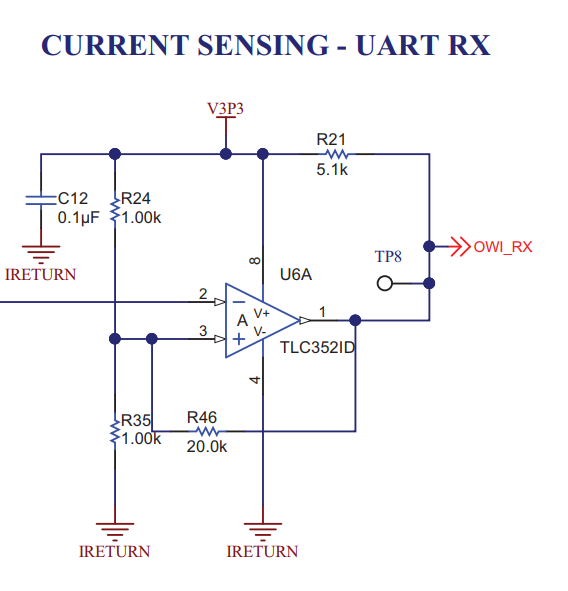 CURRENT SENSING - UART RX
V3P3
R21
5.1k
C12
0.1µF
R24
1.00k
IRETURN
TP8
OWI_RX
8
U6A
2
A
V+
V-
1
3
TLC352ID
4
R35
1.00k
R46
20.0k
IRETURN
IRETURN